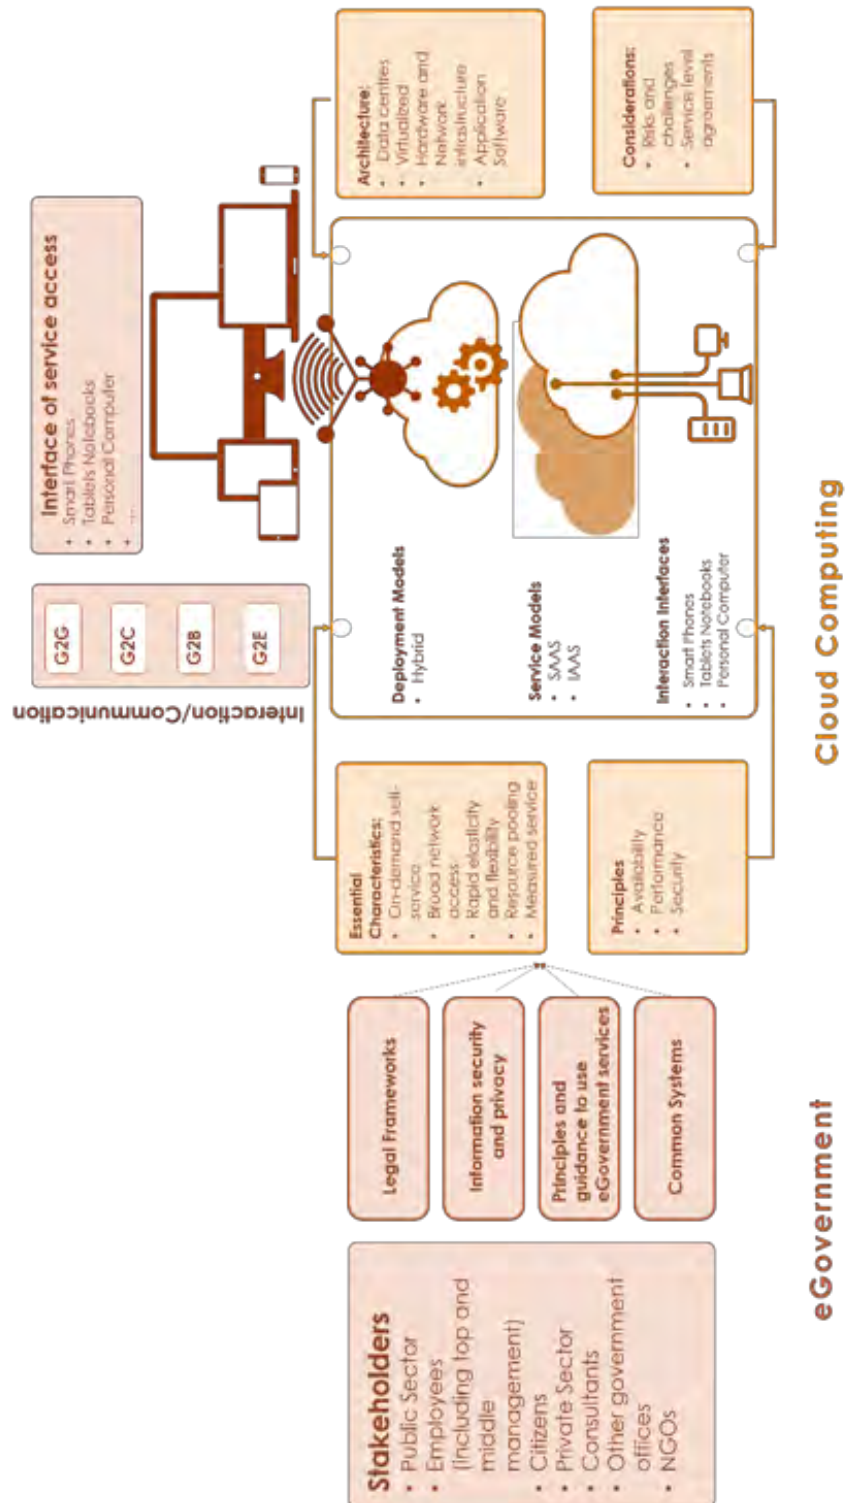 Stakeholders
• Public Sector
• Employees
(including top and
middle
management)
• Citizens
• Private Sector
• Consultants
• Other government
offices
• NGOs
Legal Frameworks
Information security
and privacy
Principles and
guidance to use
eGovernment services
Common Systems
eGovernment
Interaction/Communication
G2G
G2C
G2B
G2E
Interface of service access
• Smart Phones
• Tablets Notebooks
• Personal Computer
• ...
Essential
Characteristics:
• On-demand self-
service
• Broad network
access
• Rapid elasticity
and flexibility
• Resource pooling
• Measured service
Principles
• Availability
• Performance
• Security
Deployment Models
• Hybrid
Service Models
• SAAS
• IAAS
Interaction Interfaces
• Smart Phones
• Tablets Notebooks
• Personal Computer
Architecture:
• Data centres
• Virtualized
• Hardware and
Network
infrastructure
• Application
Software
Considerations:
• Risks and
challenges
• Service level
agreements
Cloud Computing